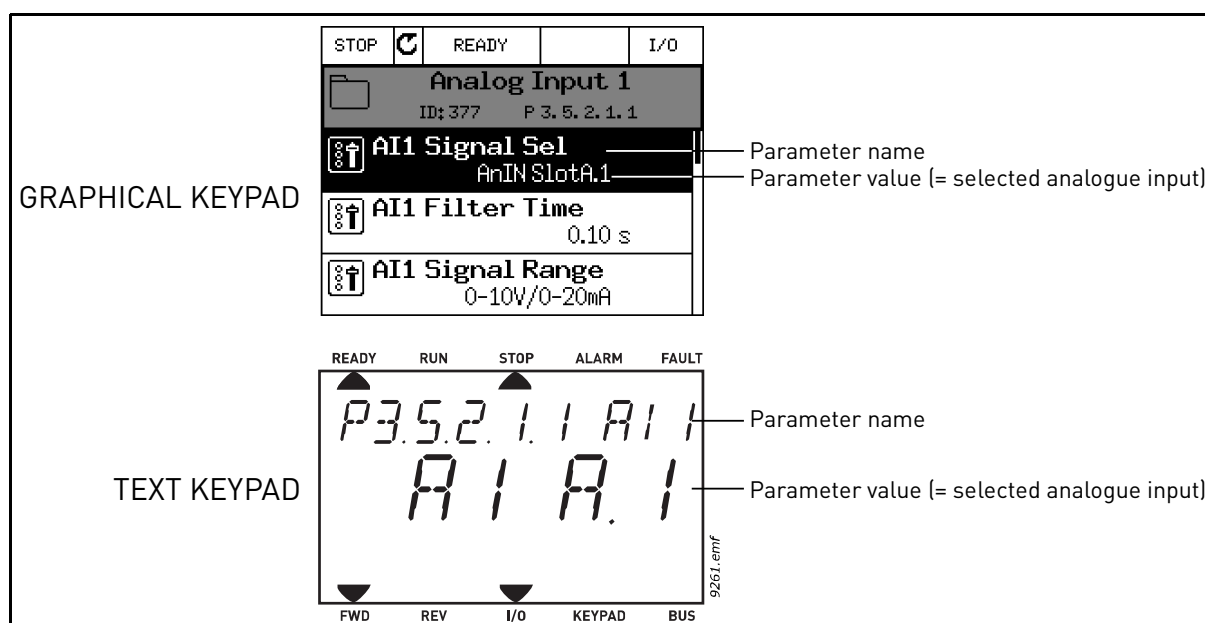 GRAPHICAL KEYPAD
STOP READY I/O
Analog Input 1
ID:377 P3.5.2.1.1
AI1 Signal Sel
AnIN SlotA.1
AI1 Filter Time
0.10 s
AI1 Signal Range
0-10V/0-20mA
Parameter name
Parameter value (= selected analogue input)
TEXT KEYPAD
READY RUN STOP ALARM FAULT
P3.5.2.1.1 AI1
AI A.1
FWD REV I/O KEYPAD BUS
Parameter name
Parameter value (= selected analogue input)
9261.emf